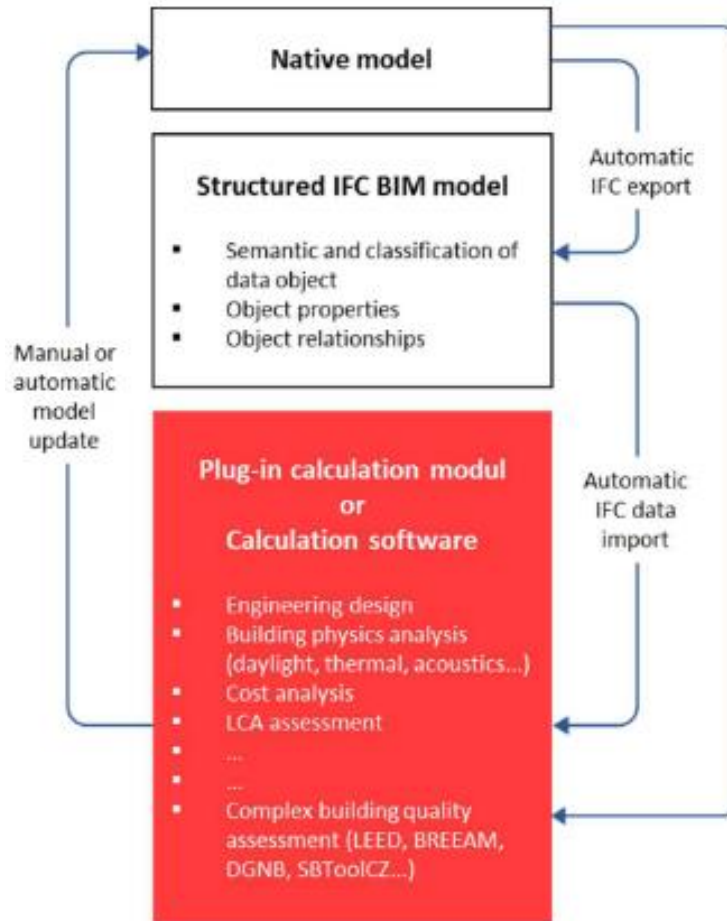 Native model
Automatic
IFC export
Structured IFC BIM model
▪ Semantic and classification of
data object
▪ Object properties
▪ Object relationships
Manual or
automatic
model
update
Plug-in calculation modul
or
Calculation software
Automatic
IFC data
import
▪ Engineering design
▪ Building physics analysis
(daylight, thermal, acoustics...)
▪ Cost analysis
▪ LCA assessment
▪ ...
▪ ...
▪ Complex building quality
assessment (LEED, BREEAM,
DGNB, SBToolCZ...)